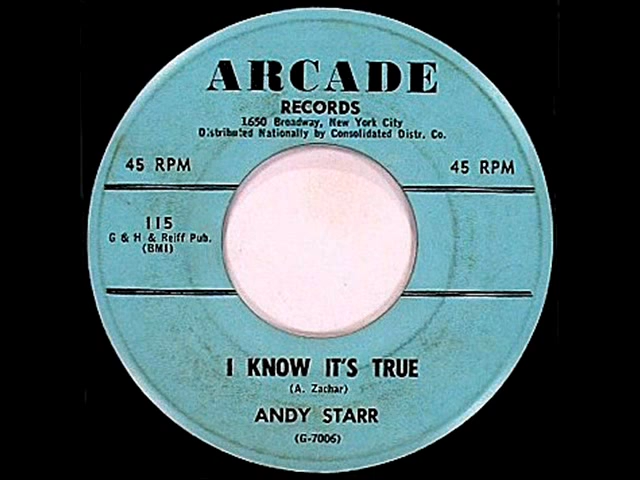 ARCADE
RECORDS
1650 Broadway, New York City
Distributed Nationally by Consolidated Distr. Co.
45 RPM 45 RPM
115
G & H & Reiff Pub.
(BMI)
I KNOW IT'S TRUE
(A. Zachar)
ANDY STARR
(G-7006)